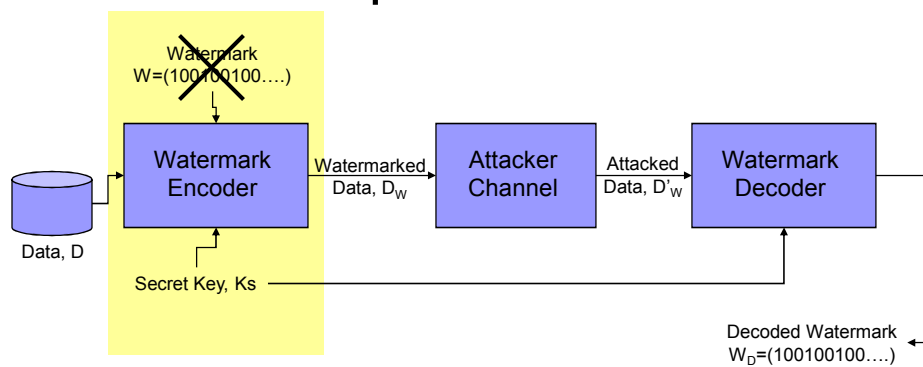 Watermark
W=(100100100….)
Watermark
Encoder
Watermarked
Data, D_W
Attacker
Channel
Attacked
Data, D'_W
Watermark
Decoder
Data, D
Secret Key, Ks
Decoded Watermark
W_D=(100100100….)